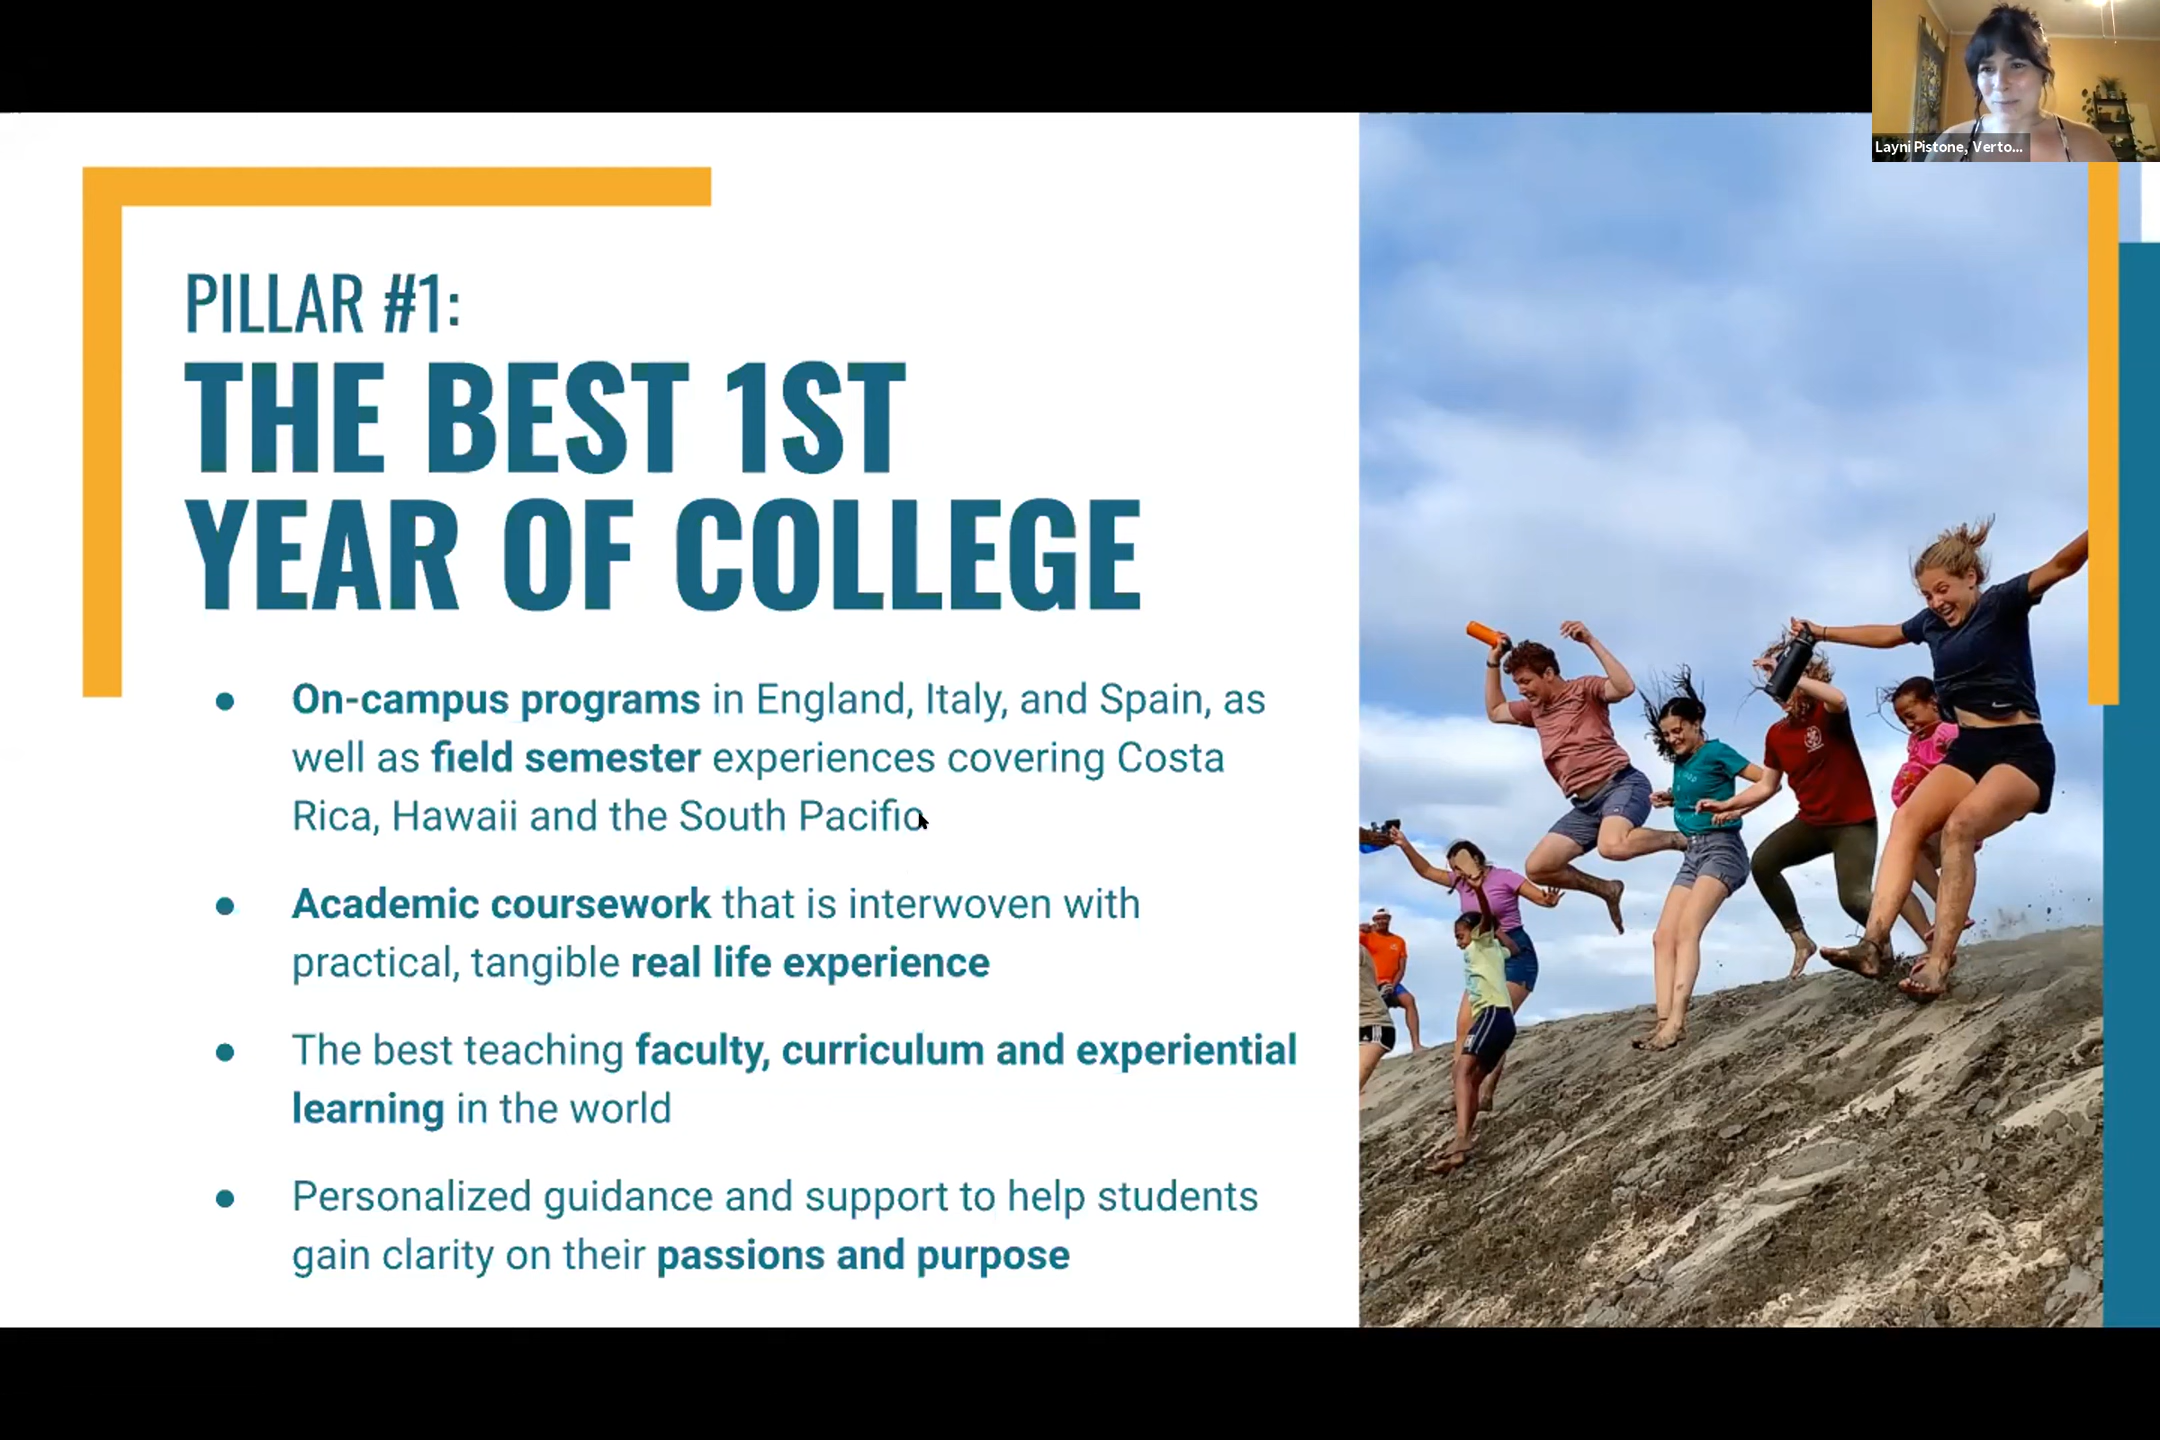 Layni Pistone, Verto...
PILLAR #1:
THE BEST 1ST
YEAR OF COLLEGE
● On-campus programs in England, Italy, and Spain, as
well as field semester experiences covering Costa
Rica, Hawaii and the South Pacific
● Academic coursework that is interwoven with
practical, tangible real life experience
● The best teaching faculty, curriculum and experiential
learning in the world
● Personalized guidance and support to help students
gain clarity on their passions and purpose